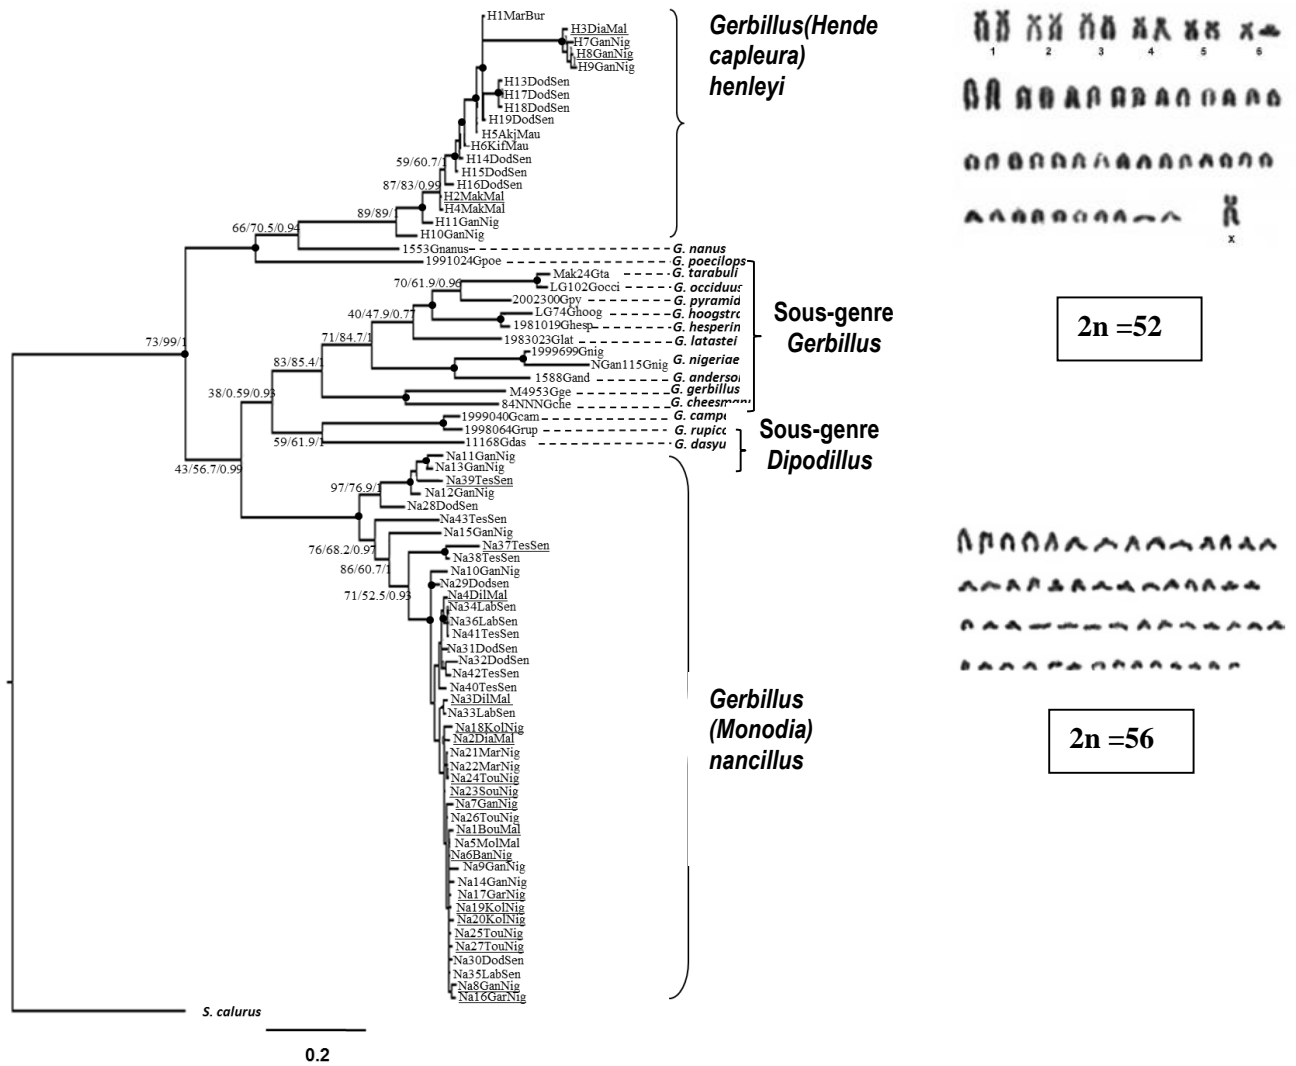 H1MarBur
H3DiaMal
H7GanNig
H8GanNig
H9GanNig
H13DodSen
H17DodSen
H18DodSen
H19DodSen
H5AkjMau
H6KifMau
H14DodSen
59/60.7/1
H15DodSen
H16DodSen
87/83/0.99
H2MakMal
H4MakMal
89/89/1
H11GanNig
66/70.5/0.94
H10GanNig
Gerbillus(Hende
capleura)
henleyi
1553Gnanus
G. nanus
1991024Gpoe
G. poecilops
Mak24Gta
G. tarabuli
70/61.9/0.96
LG102Gocci
G. occiduus
2002300Gpy
G. pyramid
40/47.9/0.77
LG74Ghoog
G. hoogstra
1981019Ghesp
G. hesperin
71/84.7/1
1983023Glat
G. latastei
73/99/1
1999699Gnig
NGan115Gnig
G. nigeriae
83/85.4/1
1588Gand
G. anderso
M4953Gge
G. gerbillus
38/0.59/0.93
84NNNGche
G. cheesmani
1999040Gcam
G. campe
1998064Grup
G. rupico
59/61.9/1
11168Gdas
G. dasyu
Sous-genre
Gerbillus
Sous-genre
Dipodillus
43/56.7/0.99
Na11GanNig
Na13GanNig
Na39TesSen
97/76.9/1
Na12GanNig
Na28DodSen
Na43TesSen
Na15GanNig
Na37TesSen
76/68.2/0.97
Na38TesSen
86/60.7/1
Na10GanNig
Na29Dodsen
71/52.5/0.93
Na4DilMal
Na34LabSen
Na36LabSen
Na41TesSen
Na31DodSen
Na32DodSen
Na42TesSen
Na40TesSen
Na3DilMal
Na33LabSen
Na18KolNig
Na2DiaMal
Na21MarNig
Na22MarNig
Na24TouNig
Na23SouNig
Na7GanNig
Na26TouNig
Na1BouMal
Na5MolMal
Na6BanNig
Na9GanNig
Na14GanNig
Na17GarNig
Na19KolNig
Na20KolNig
Na25TouNig
Na27TouNig
Na30DodSen
Na35LabSen
Na8GanNig
Na16GarNig
Gerbillus
(Monodia)
nancillus
S. calurus
0.2
1 2 3 4 5 6
X
2n =52
2n =56